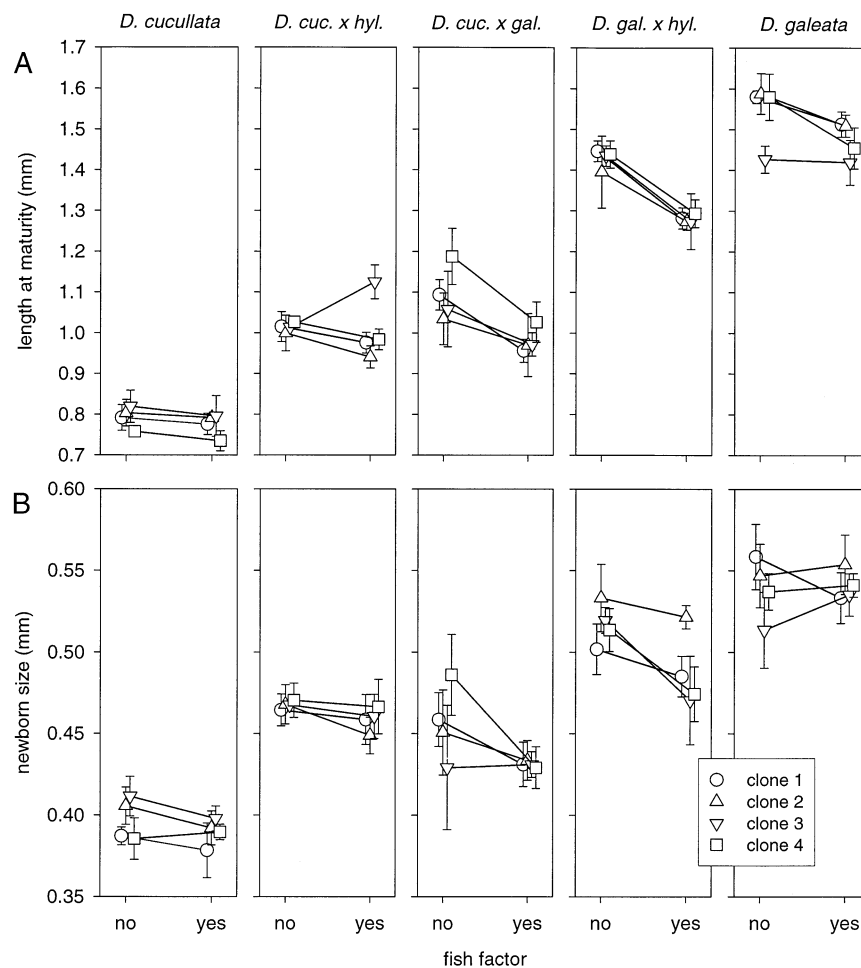 D. cucullata D. cuc. x hyl. D. cuc. x gal. D. gal. x hyl. D. galeata
A
1.7
1.6
1.5
1.4
1.3
1.2
1.1
1.0
0.9
0.8
0.7
length at maturity (mm)
B
0.60
0.55
0.50
0.45
0.40
0.35
newborn size (mm)
clone 1
clone 2
clone 3
clone 4
no yes no yes no yes no yes no yes
fish factor